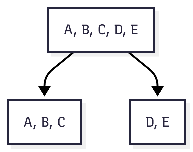 A, B, C, D, E
A, B, C
D, E